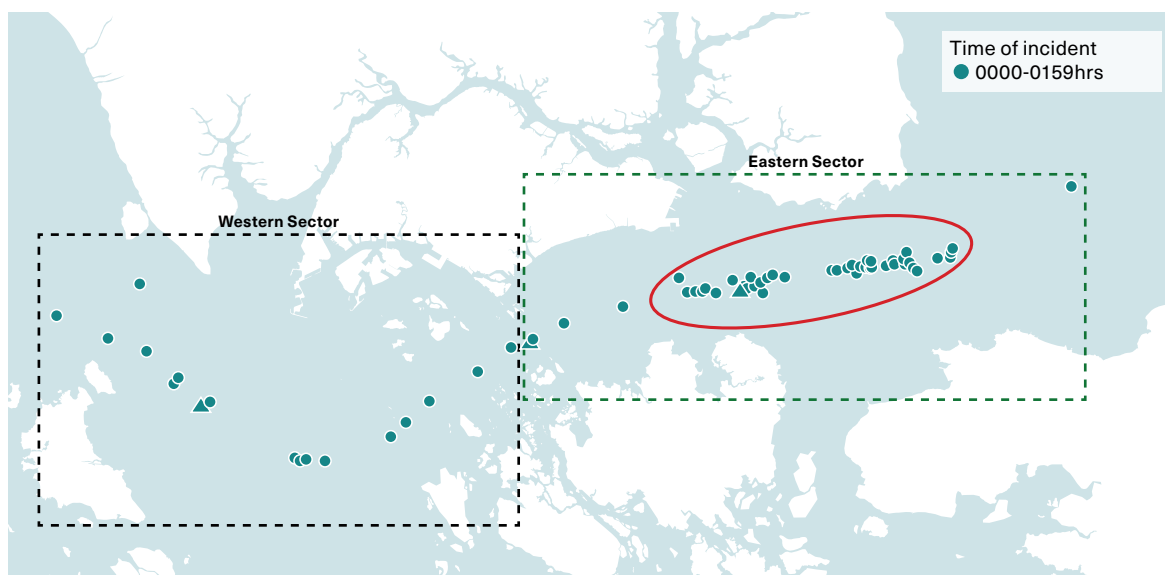 Time of incident
0000-0159hrs
Eastern Sector
Western Sector